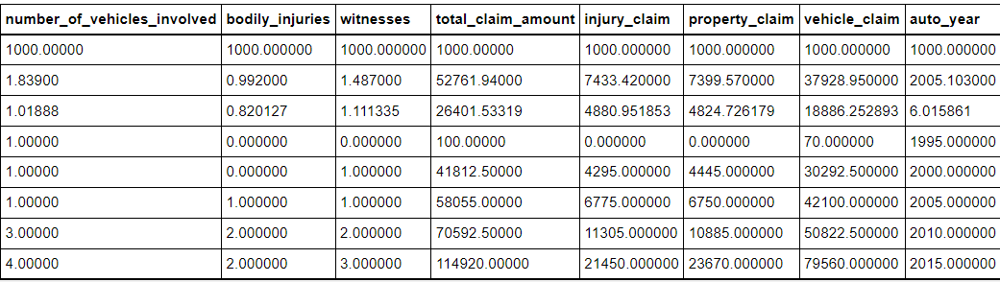 number_of_vehicles_involved bodily_injuries witnesses total_claim_amount injury_claim property_claim vehicle_claim auto_year
1000.00000 1000.000000 1000.000000 1000.00000 1000.000000 1000.000000 1000.000000 1000.000000
1.83900 0.992000 1.487000 52761.94000 7433.420000 7399.570000 37928.950000 2005.103000
1.01888 0.820127 1.111335 26401.53319 4880.951853 4824.726179 18886.252893 6.015861
1.00000 0.000000 0.000000 100.00000 0.000000 0.000000 70.000000 1995.000000
1.00000 0.000000 1.000000 41812.50000 4295.000000 4445.000000 30292.500000 2000.000000
1.00000 1.000000 1.000000 58055.00000 6775.000000 6750.000000 42100.000000 2005.000000
3.00000 2.000000 2.000000 70592.50000 11305.000000 10885.000000 50822.500000 2010.000000
4.00000 2.000000 3.000000 114920.00000 21450.000000 23670.000000 79560.000000 2015.000000